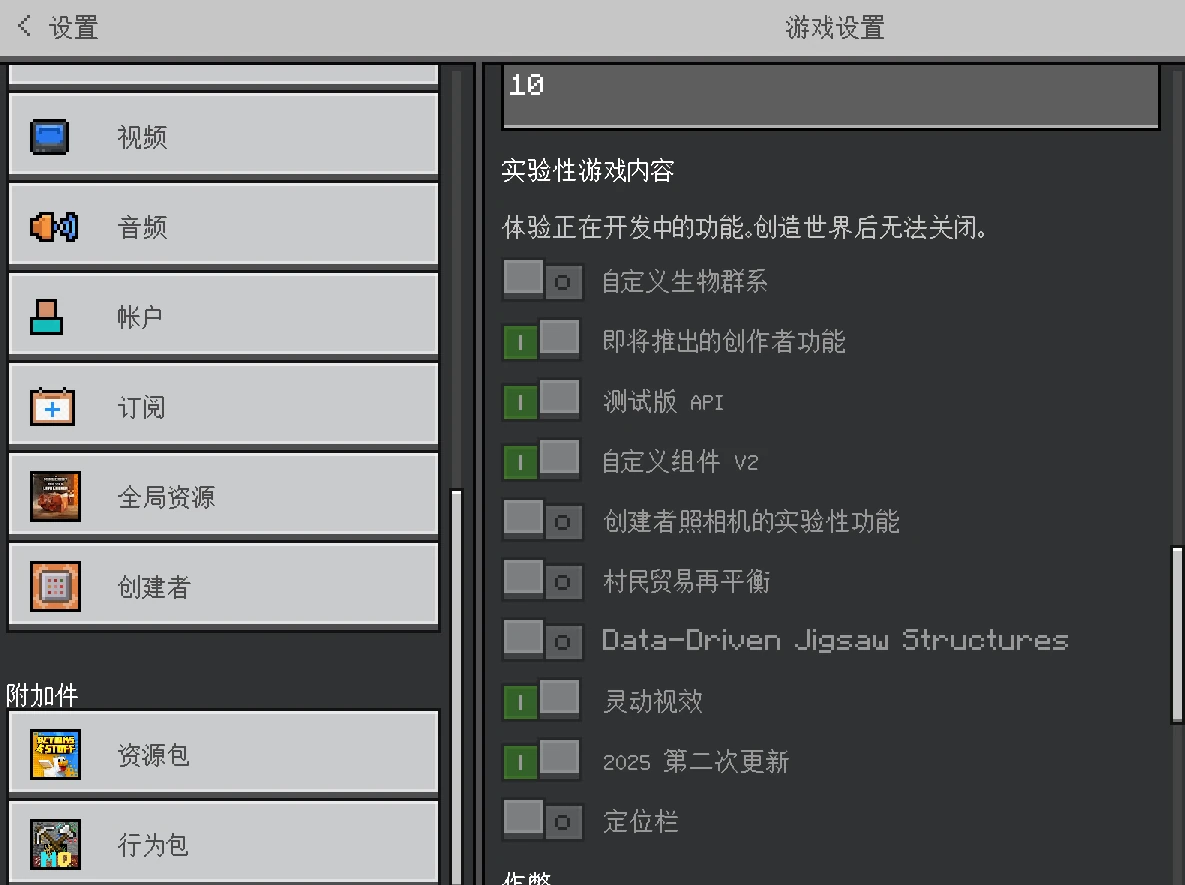 设置
游戏设置
视频
音频
帐户
订阅
全局资源
创建者
附加件
资源包
ACTIONS
& STUFF
行为包
MO
10
实验性游戏内容
体验正在开发中的功能。创造世界后无法关闭。
自定义生物群系
即将推出的创作者功能
测试版 API
自定义组件 V2
创建者照相机的实验性功能
村民贸易再平衡
Data-Driven Jigsaw Structures
灵动视效
2025 第二次更新
定位栏
作弊